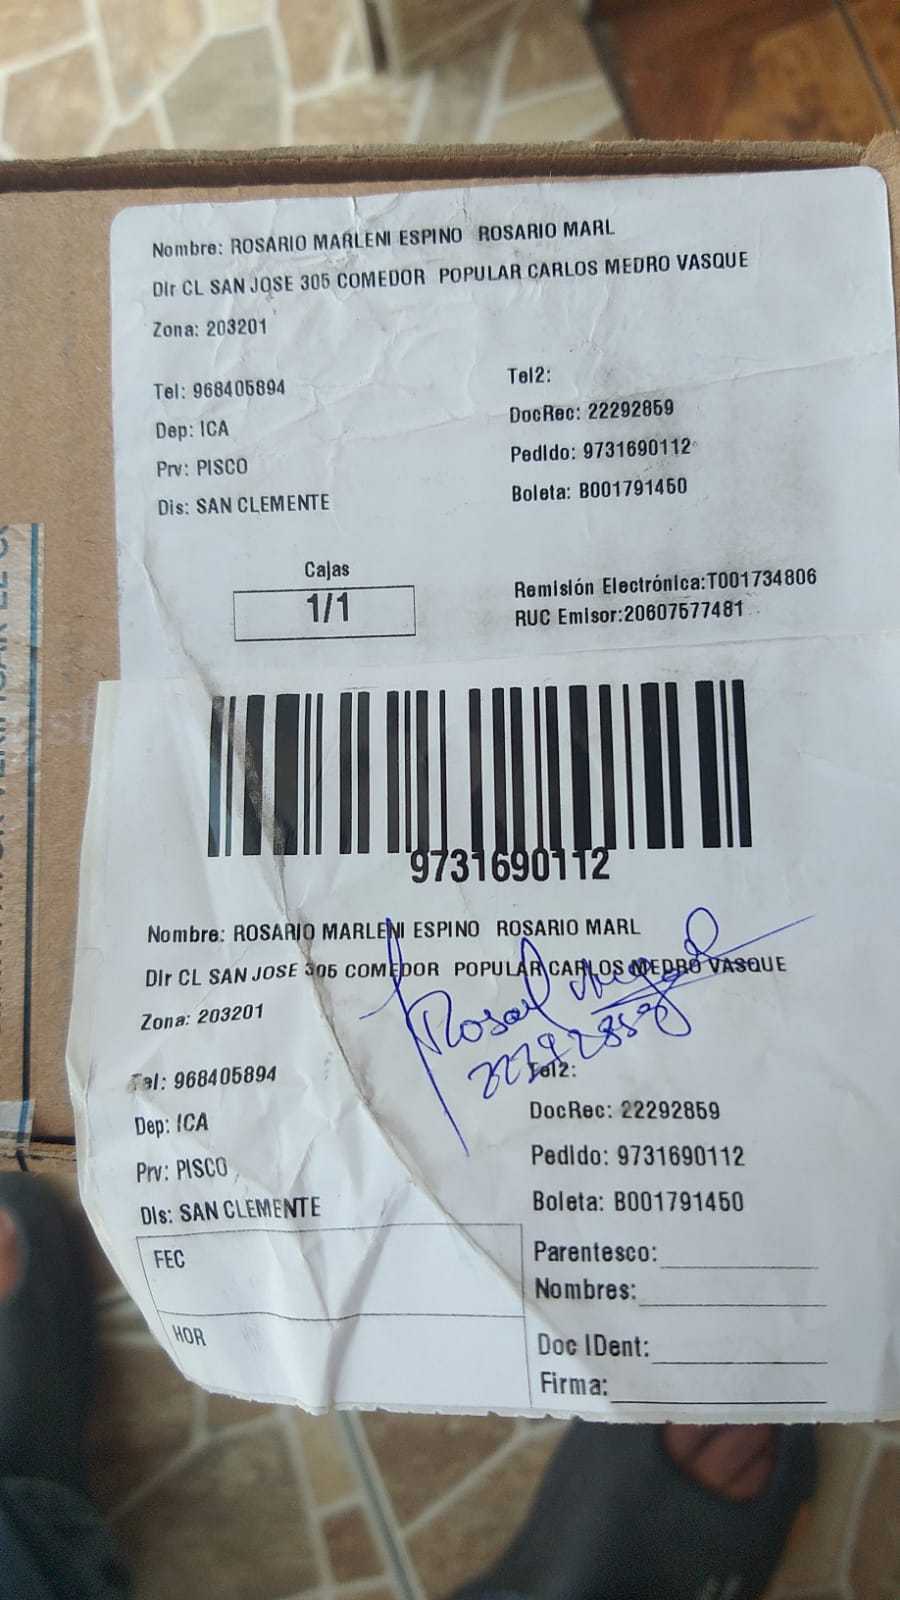 Nombre: ROSARIO MARLENI ESPINO ROSARIO MARL
Dir CL SAN JOSE 305 COMEDOR POPULAR CARLOS MEDRO VASQUE
Zona: 203201
Tel: 968405894
Tel2:
Dep: ICA
DocRec: 22292859
Prv: PISCO
Pedido: 9731690112
Dis: SAN CLEMENTE
Boleta: B001791450
Cajas
1/1
Remisión Electrónica:T001734806
RUC Emisor:20607577481
9731690112
Nombre: ROSARIO MARLENI ESPINO ROSARIO MARL
Dir CL SAN JOSE 305 COMEDOR POPULAR CARLOS MEDRO VASQUE
Zona: 203201
Tel: 968405894
Tel2:
Dep: ICA
DocRec: 22292859
Prv: PISCO
Pedido: 9731690112
Dis: SAN CLEMENTE
Boleta: B001791450
FEC
Parentesco:
Nombres:
HOR
Doc IDent:
Firma: